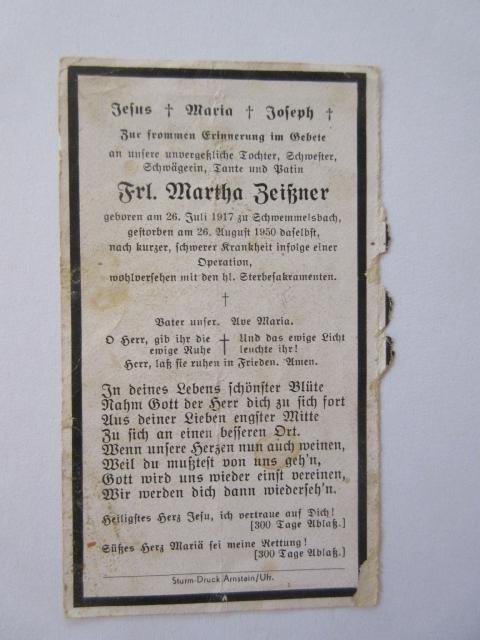 Jesus † Maria † Joseph †
Zur frommen Erinnerung im Gebete
an unsere unvergeßliche Tochter, Schwester,
Schwägerin, Tante und Patin
Frl. Martha Zeißner
geboren am 26. Juli 1917 zu Schwemmelsbach,
gestorben am 26. August 1950 daselbst,
nach kurzer, schwerer Krankheit infolge einer
Operation,
wohlversehen mit den hl. Sterbesakramenten.
†
Vater unser. Ave Maria.
O Herr, gib ihr die † Und das ewige Licht
ewige Ruhe leuchte ihr!
Herr, laß sie ruhen in Frieden. Amen.
In deines Lebens schönster Blüte
Nahm Gott der Herr dich zu sich fort
Aus deiner Lieben engster Mitte
Zu sich an einen besseren Ort.
Wenn unsere Herzen nun auch weinen,
Weil du mußtest von uns geh'n,
Gott wird uns wieder einst vereinen,
Wir werden dich dann wiederseh'n.
Heiligstes Herz Jesu, ich vertraue auf Dich!
[300 Tage Ablaß.]
Süßes Herz Mariä sei meine Rettung!
[300 Tage Ablaß.]
Sturm-Druck Arnstein/Ufr.